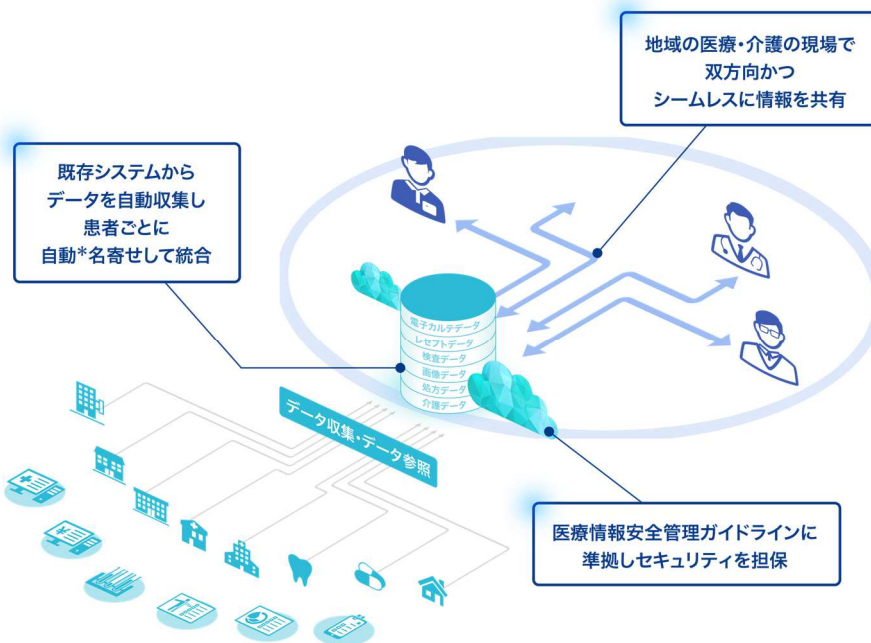 地域の医療・介護の現場で
双方向かつ
シームレスに情報を共有
既存システムから
データを自動収集し
患者ごとに
自動*名寄せして統合
電子カルテデータ
レセプトデータ
検査データ
画像データ
処方データ
介護データ
データ収集・データ参照
医療情報安全管理ガイドラインに
準拠しセキュリティを担保